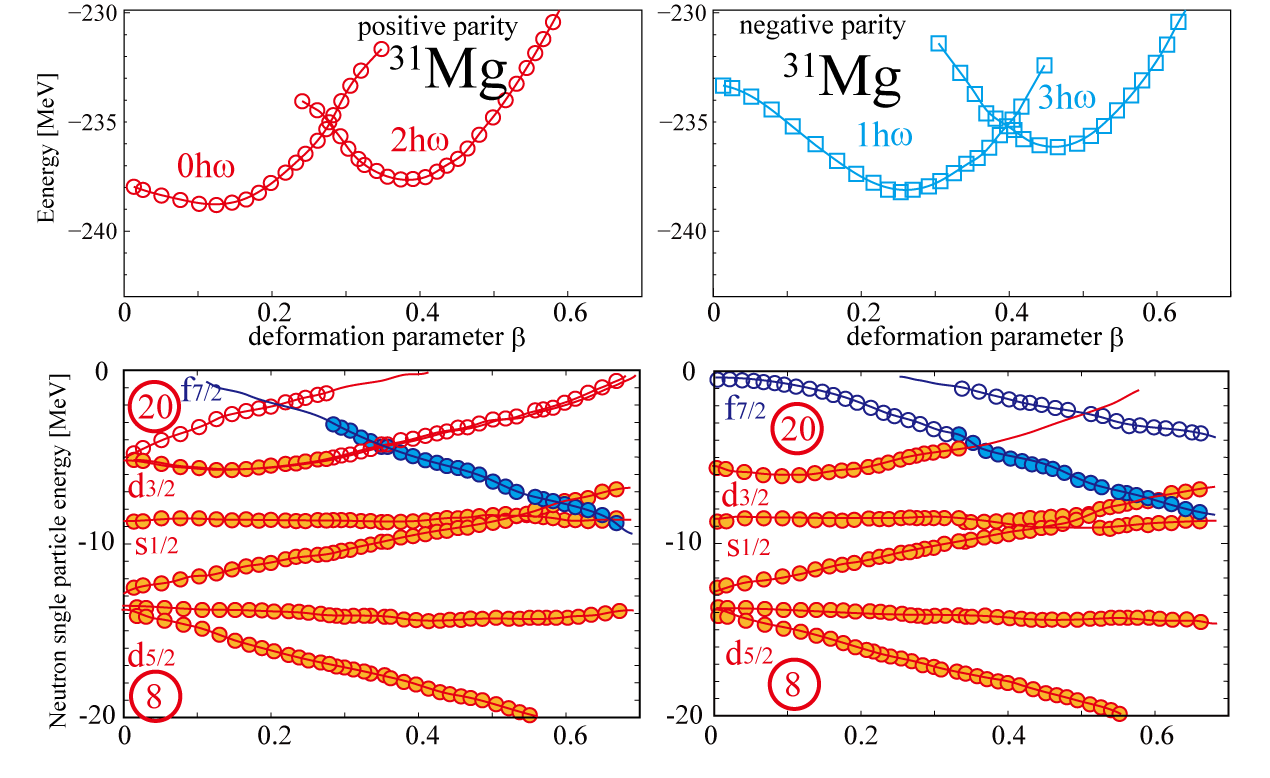 −230
−235
−240
Eenergy [MeV]
positive parity
³¹Mg
0hω
2hω
0 0.2 0.4 0.6
deformation parameter β
−230
−235
−240
negative parity
³¹Mg
1hω
3hω
0 0.2 0.4 0.6
deformation parameter β
0
-10
-20
Neutron sngle particle energy [MeV]
20
f7/2
d3/2
s1/2
d5/2
8
0 0.2 0.4 0.6
0
-10
-20
f7/2
20
d3/2
s1/2
d5/2
8
0 0.2 0.4 0.6